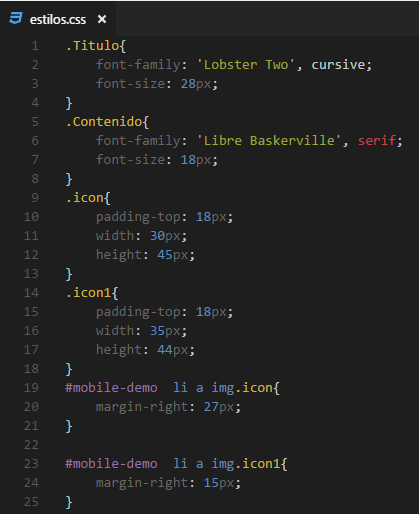 estilos.css ×
1 .Titulo{
2     font-family: 'Lobster Two', cursive;
3     font-size: 28px;
4 }
5 .Contenido{
6     font-family: 'Libre Baskerville', serif;
7     font-size: 18px;
8 }
9 .icon{
10     padding-top: 18px;
11     width: 30px;
12     height: 45px;
13 }
14 .icon1{
15     padding-top: 18px;
16     width: 35px;
17     height: 44px;
18 }
19 #mobile-demo  li a img.icon{
20     margin-right: 27px;
21 }
22
23 #mobile-demo  li a img.icon1{
24     margin-right: 15px;
25 }